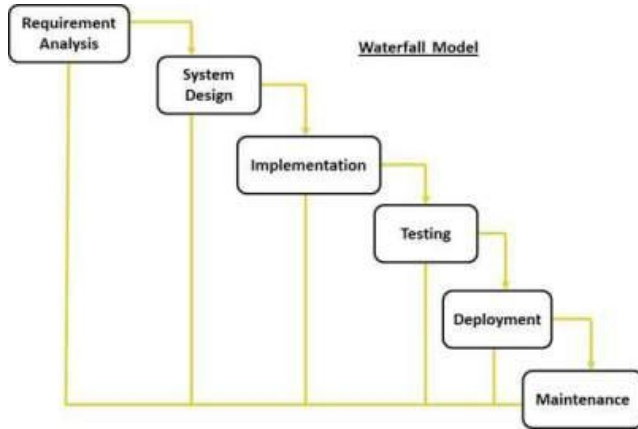 Requirement
Analysis
Waterfall Model
System
Design
Implementation
Testing
Deployment
Maintenance